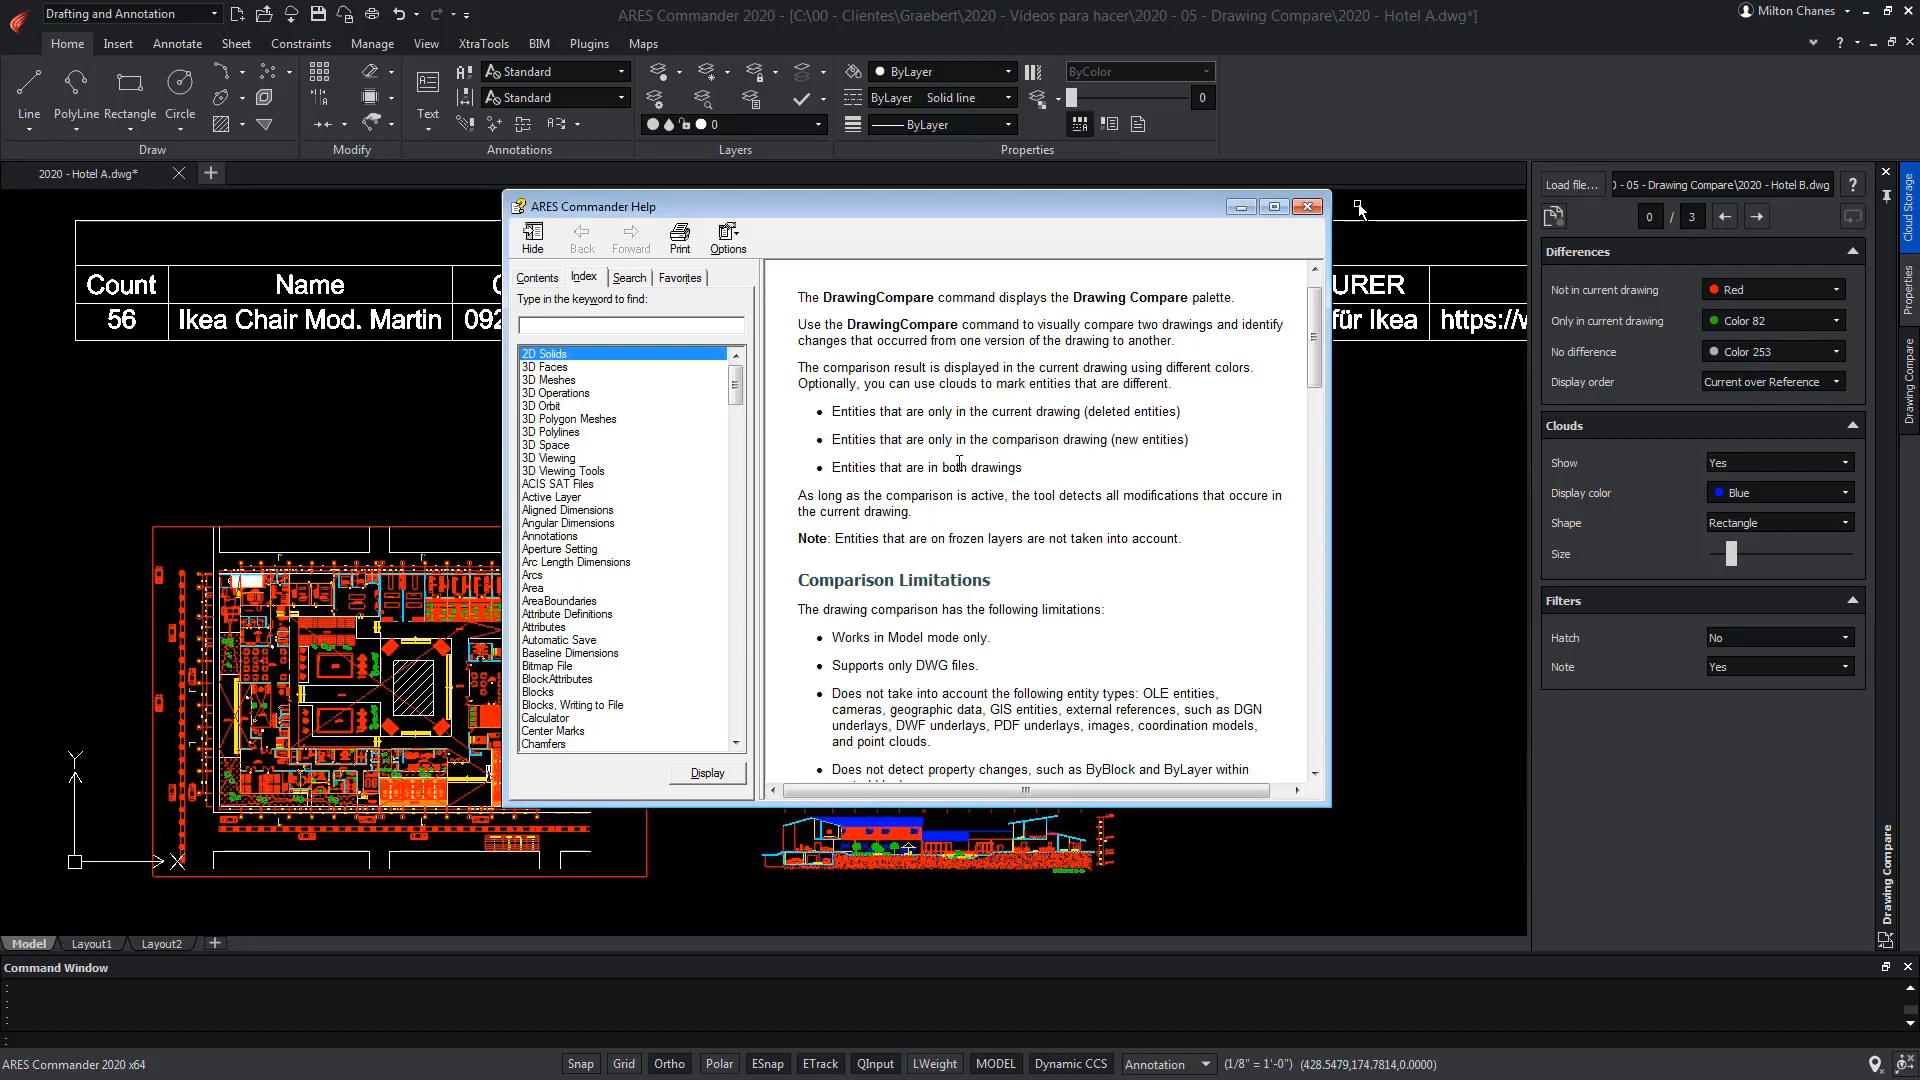 Drafting and Annotation
ARES Commander 2020 - [C:\00 - Clientes\Graebert\2020 - Vídeos para hacer\2020 - 05 - Drawing Compare\2020 - Hotel A.dwg*]
Milton Chanes
Home Insert Annotate Sheet Constraints Manage View XtraTools BIM Plugins Maps
Standard
ByLayer
ByColor
Standard
ByLayer Solid line
0
Line PolyLine Rectangle Circle
Text
0
ByLayer
Draw Modify Annotations Layers Properties
2020 - Hotel A.dwg*
Load file... 0 - 05 - Drawing Compare\2020 - Hotel B.dwg ?
0 / 3
Cloud Storage
Properties
Drawing Compare
Count Name
URER
56 Ikea Chair Mod. Martin 092
für Ikea https://w
ARES Commander Help
Hide Back Forward Print Options
Contents Index Search Favorites
Type in the keyword to find:
2D Solids
3D Faces
3D Meshes
3D Operations
3D Orbit
3D Polygon Meshes
3D Polylines
3D Space
3D Viewing
3D Viewing Tools
ACIS SAT Files
Active Layer
Aligned Dimensions
Angular Dimensions
Annotations
Aperture Setting
Arc Length Dimensions
Arcs
Area
AreaBoundaries
Attribute Definitions
Attributes
Automatic Save
Baseline Dimensions
Bitmap File
BlockAttributes
Blocks
Blocks, Writing to File
Calculator
Center Marks
Chamfers
Display
The DrawingCompare command displays the Drawing Compare palette.
Use the DrawingCompare command to visually compare two drawings and identify
changes that occurred from one version of the drawing to another.
The comparison result is displayed in the current drawing using different colors.
Optionally, you can use clouds to mark entities that are different.
• Entities that are only in the current drawing (deleted entities)
• Entities that are only in the comparison drawing (new entities)
• Entities that are in both drawings
As long as the comparison is active, the tool detects all modifications that occure in
the current drawing.
Note: Entities that are on frozen layers are not taken into account.
Comparison Limitations
The drawing comparison has the following limitations:
• Works in Model mode only.
• Supports only DWG files.
• Does not take into account the following entity types: OLE entities,
cameras, geographic data, GIS entities, external references, such as DGN
underlays, DWF underlays, PDF underlays, images, coordination models,
and point clouds.
• Does not detect property changes, such as ByBlock and ByLayer within
Differences
Not in current drawing Red
Only in current drawing Color 82
No difference Color 253
Display order Current over Reference
Clouds
Show Yes
Display color Blue
Shape Rectangle
Size
Filters
Hatch No
Note Yes
Drawing Compare
Y
X
Model Layout1 Layout2
Command Window
:
:
:
:
ARES Commander 2020 x64
Snap Grid Ortho Polar ESnap ETrack QInput LWeight MODEL Dynamic CCS Annotation (1/8" = 1'-0") (428.5479,174.7814,0.0000)